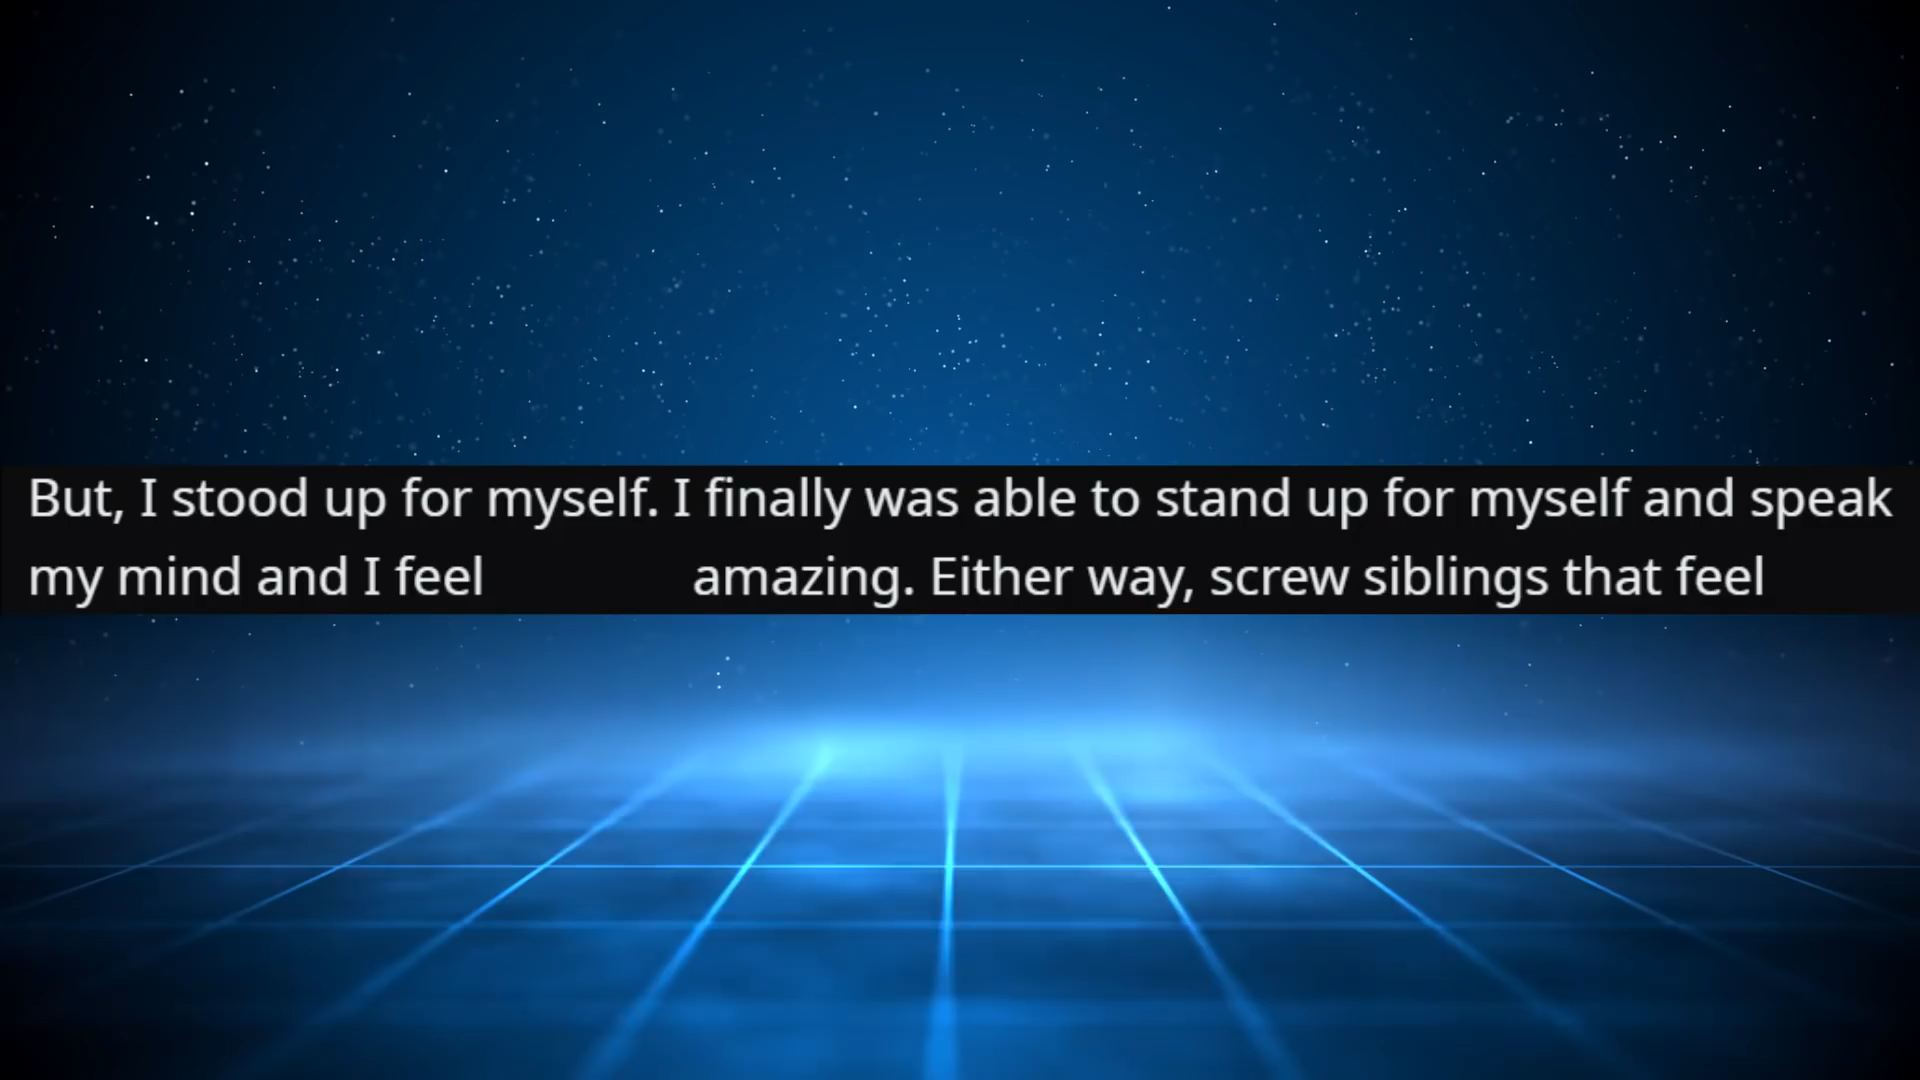 But, I stood up for myself. I finally was able to stand up for myself and speak
my mind and I feel amazing. Either way, screw siblings that feel